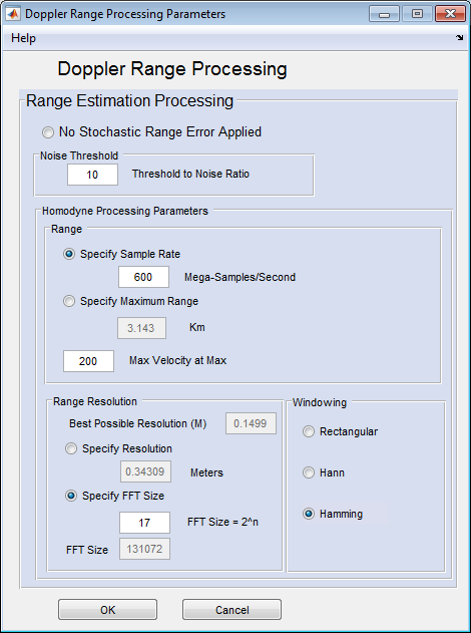 Doppler Range Processing Parameters
Help
Doppler Range Processing
Range Estimation Processing
No Stochastic Range Error Applied
Noise Threshold
10 Threshold to Noise Ratio
Homodyne Processing Parameters
Range
Specify Sample Rate
600 Mega-Samples/Second
Specify Maximum Range
3.143 Km
200 Max Velocity at Max
Range Resolution
Best Possible Resolution (M) 0.1499
Specify Resolution
0.34309 Meters
Specify FFT Size
17 FFT Size = 2^n
FFT Size 131072
Windowing
Rectangular
Hann
Hamming
OK Cancel